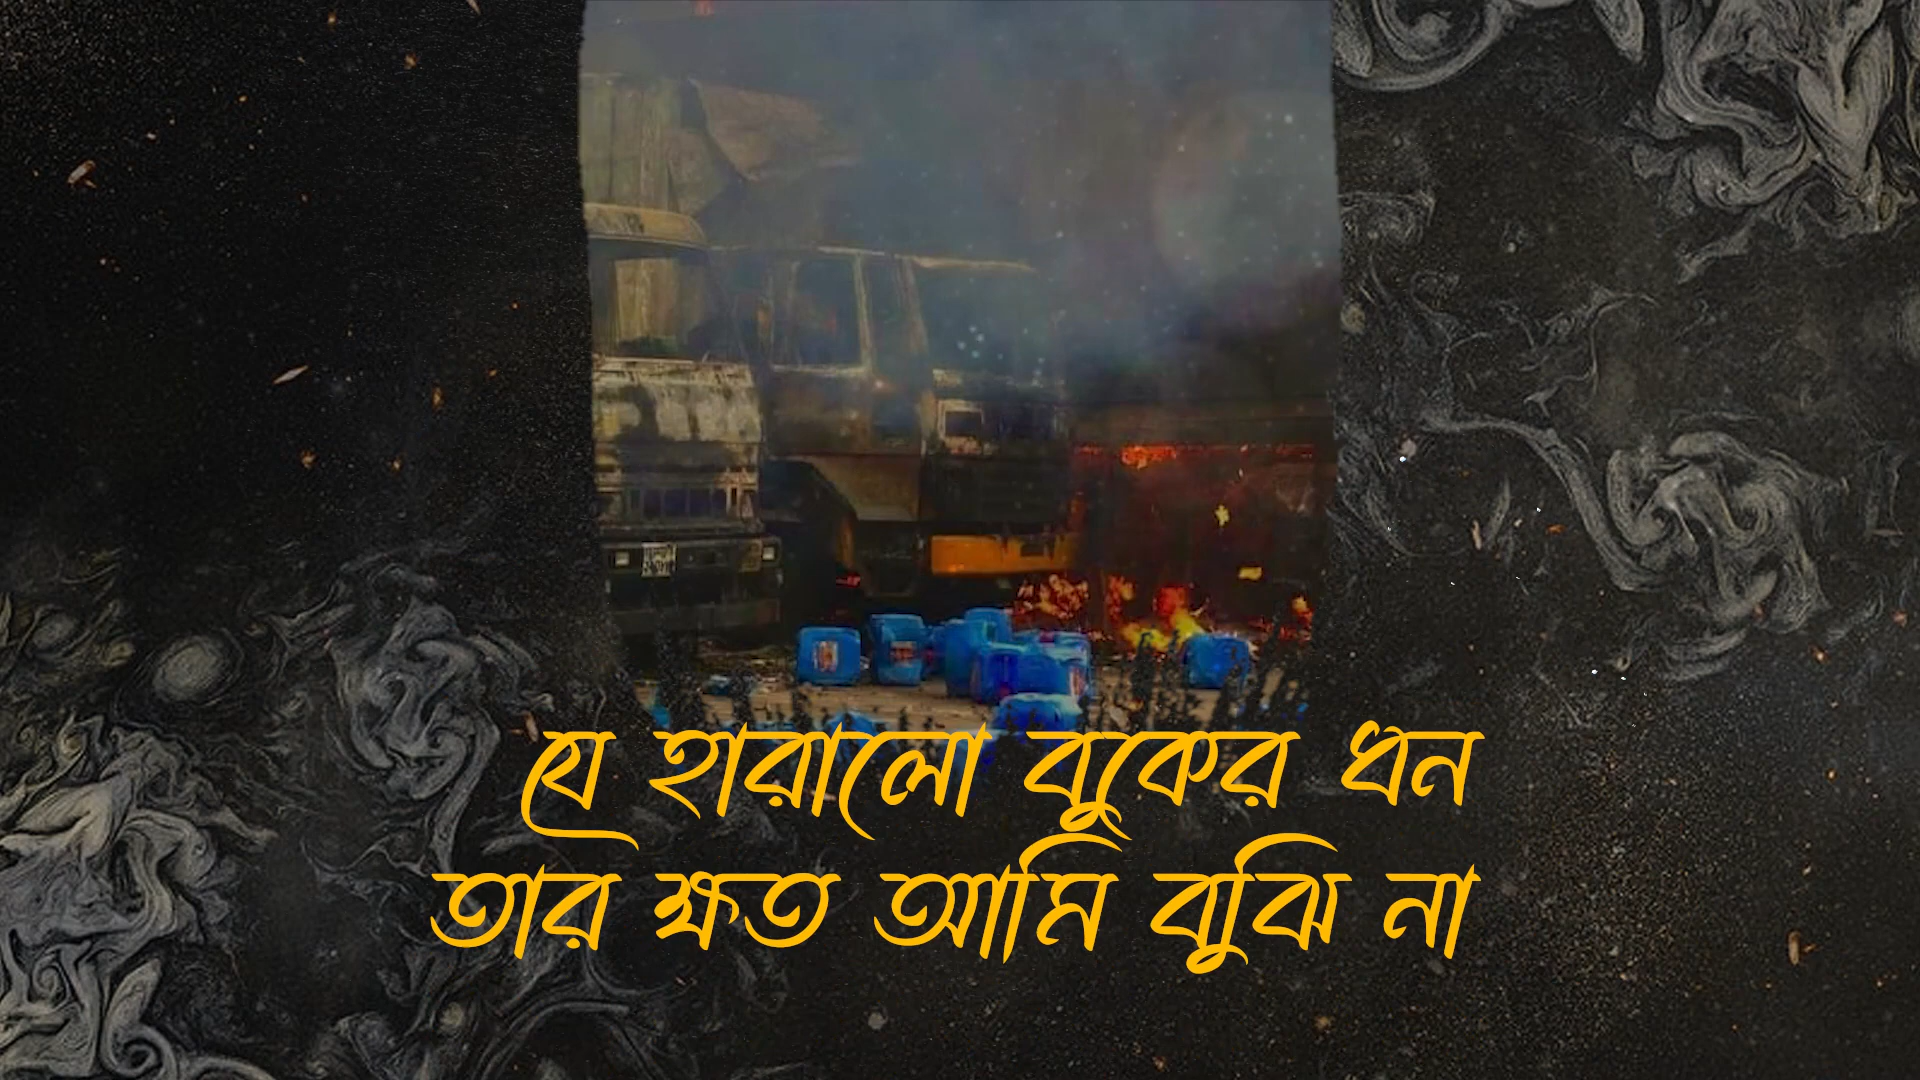 যে হারালো বুকের ধন
তার ক্ষত আমি বুঝি না